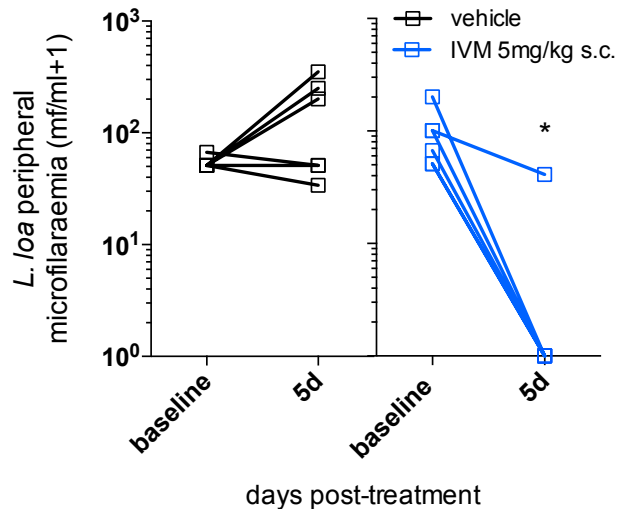 vehicle
IVM 5mg/kg s.c.
L. loa peripheral
microfilaraemia (mf/ml+1)
10³
10²
10¹
10⁰
*
baseline
5d
baseline
5d
days post-treatment